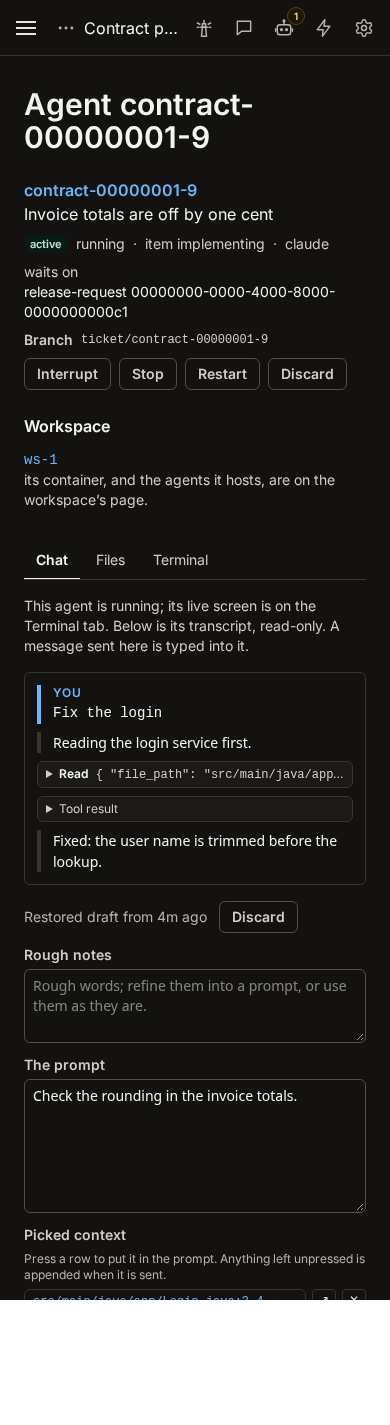 Contract p...
1
Agent contract-
00000001-9
contract-00000001-9
Invoice totals are off by one cent
active running · item implementing · claude
waits on
release-request 00000000-0000-4000-8000-
0000000000c1
Branch ticket/contract-00000001-9
Interrupt Stop Restart Discard
Workspace
ws-1
its container, and the agents it hosts, are on the
workspace’s page.
Chat Files Terminal
This agent is running; its live screen is on the
Terminal tab. Below is its transcript, read-only. A
message sent here is typed into it.
YOU
Fix the login
Reading the login service first.
Read { "file_path": "src/main/java/app...
Tool result
Fixed: the user name is trimmed before the
lookup.
Restored draft from 4m ago Discard
Rough notes
Rough words; refine them into a prompt, or use
them as they are.
The prompt
Check the rounding in the invoice totals.
Picked context
Press a row to put it in the prompt. Anything left unpressed is
appended when it is sent.